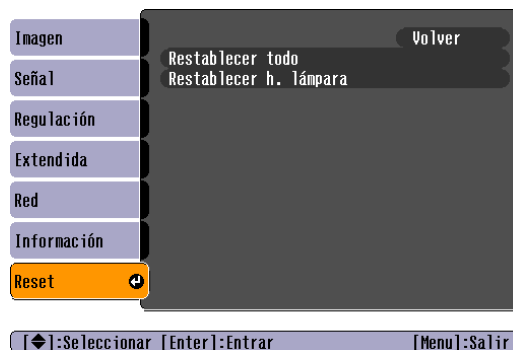 Imagen
Señal
Regulación
Extendida
Red
Información
Reset
Volver
Restablecer todo
Restablecer h. lámpara
[◆]:Seleccionar [Enter]:Entrar [Menu]:Salir